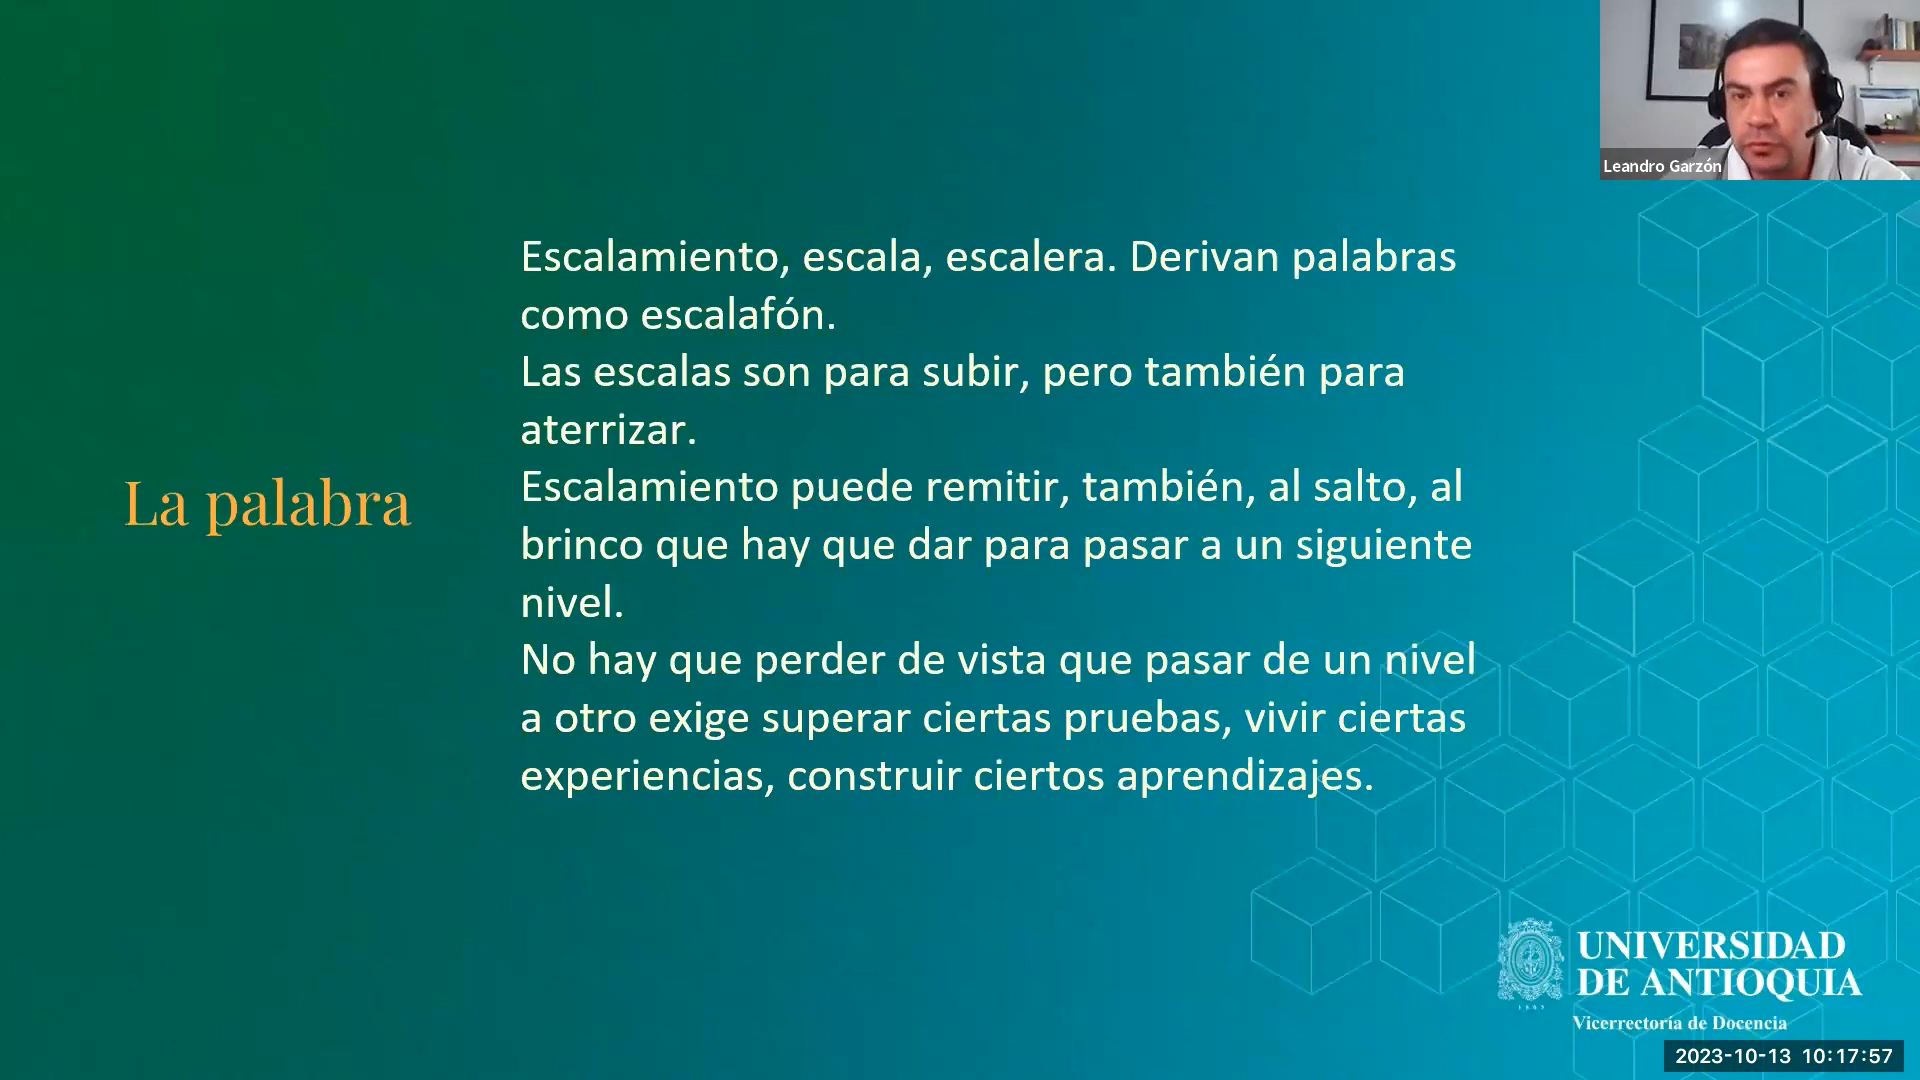 Leandro Garzón
La palabra
Escalamiento, escala, escalera. Derivan palabras
como escalafón.
Las escalas son para subir, pero también para
aterrizar.
Escalamiento puede remitir, también, al salto, al
brinco que hay que dar para pasar a un siguiente
nivel.
No hay que perder de vista que pasar de un nivel
a otro exige superar ciertas pruebas, vivir ciertas
experiencias, construir ciertos aprendizajes.
UNIVERSIDAD
DE ANTIOQUIA
1803
Vicerrectoría de Docencia
2023-10-13 10:17:57